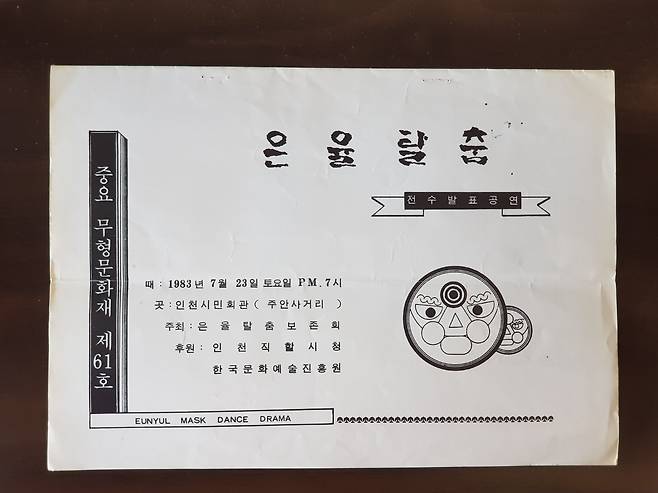 은율탈춤
전수발표공연
중요 무형문화재 제61호
때 : 1983년 7월 23일 토요일 P.M. 7시
곳 : 인천시민회관 ( 주안사거리 )
주최 : 은율탈춤보존회
후원 : 인천직할시청
한국문화예술진흥원
EUNYUL MASK DANCE DRAMA